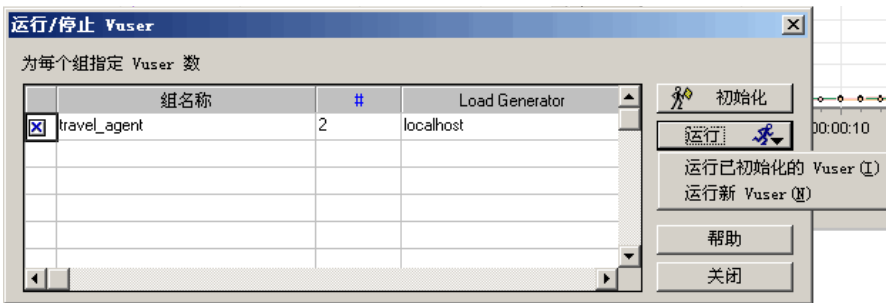 运行/停止 Vuser
为每个组指定 Vuser 数
组名称 # Load Generator
travel_agent 2 localhost
初始化
运行
00:00:10
运行已初始化的 Vuser(I)
运行新 Vuser(N)
帮助
关闭